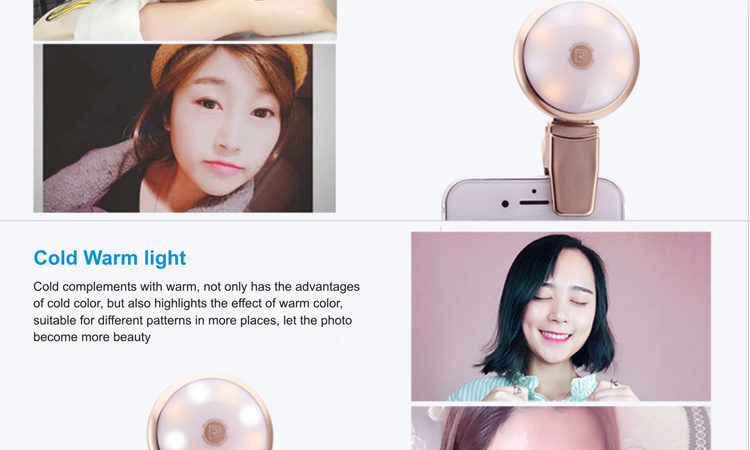 Cold Warm light
Cold complements with warm, not only has the advantages
of cold color, but also highlights the effect of warm color,
suitable for different patterns in more places, let the photo
become more beauty